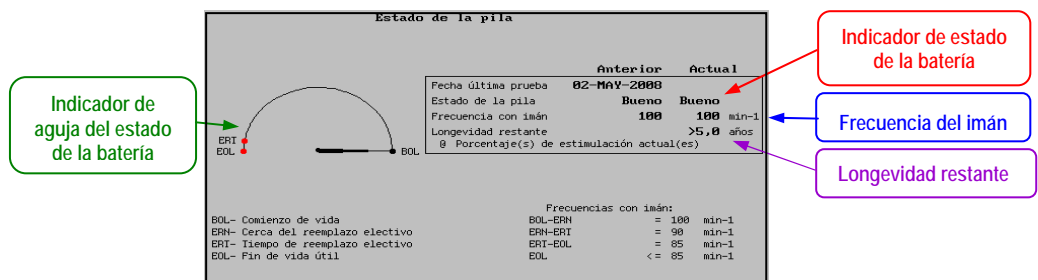 Estado de la pila
Indicador de estado
de la batería
Anterior Actual
Fecha última prueba 02-MAY-2008
Estado de la pila Bueno Bueno
Frecuencia con imán 100 100 min-1
Longevidad restante >5,0 años
@ Porcentaje(s) de estimulación actual(es)
Indicador de
aguja del estado
de la batería
Frecuencia del imán
Longevidad restante
ERT
EOL
BOL
Frecuencias con imán:
BOL- Comienzo de vida BOL-ERN = 100 min-1
ERN- Cerca del reemplazo electivo ERN-ERT = 90 min-1
ERT- Tiempo de reemplazo electivo ERT-EOL = 85 min-1
EOL- Fin de vida útil EOL <= 85 min-1